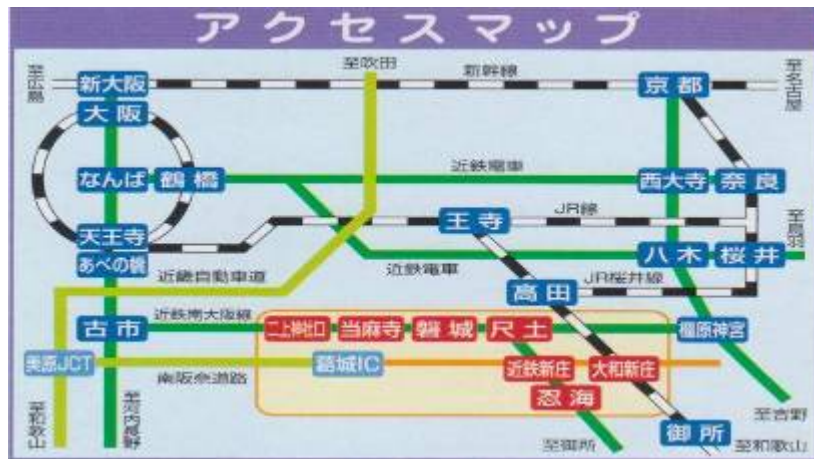 アクセスマップ
至吹田
至広島
新大阪
新幹線
京都
至名古屋
大阪
なんば
鶴橋
近鉄電車
西大寺
奈良
天王寺
あべの橋
王寺
JR線
至鳥羽
近鉄電車
八木
桜井
近畿自動車道
高田
JR桜井線
近鉄南大阪線
古市
二上神社口
当麻寺
磐城
尺土
橿原神宮
美原JCT
葛城IC
近鉄新庄
大和新庄
南阪奈道路
忍海
至和歌山
至河内長野
至御所
御所
至吉野
至和歌山